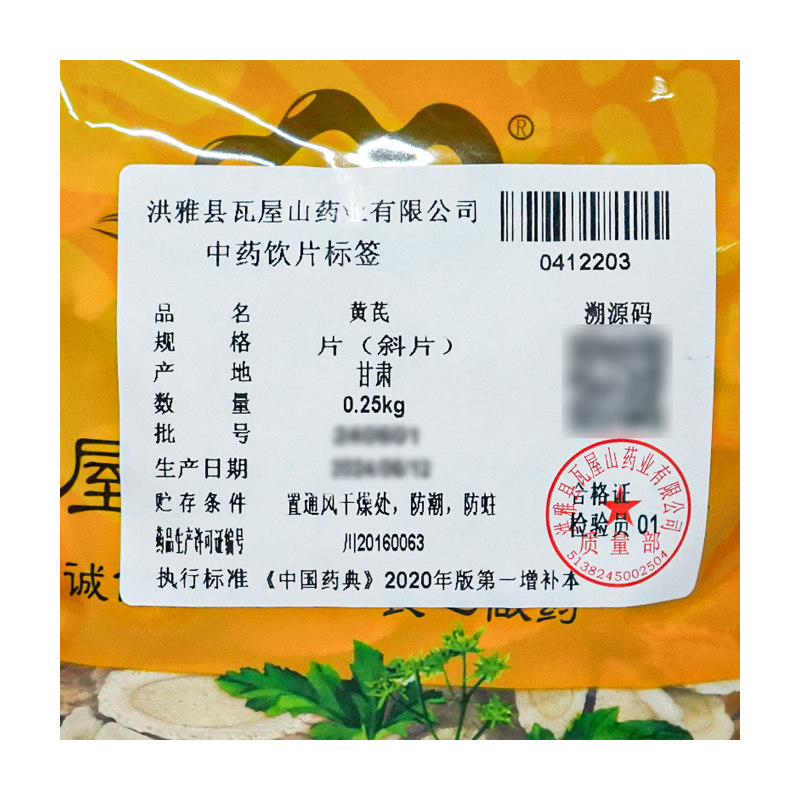 ®
洪雅县瓦屋山药业有限公司
中药饮片标签
0412203
品名 黄芪
规格 片（斜片）
产地 甘肃
数量 0.25kg
批号
生产日期
贮存条件 置通风干燥处，防潮，防蛀
药品生产许可证编号 川20160063
执行标准 《中国药典》2020年版第一增补本
溯源码
洪雅县瓦屋山药业有限公司
合格证
检验员 01
质量部
5138245002504
屋
诚
做药